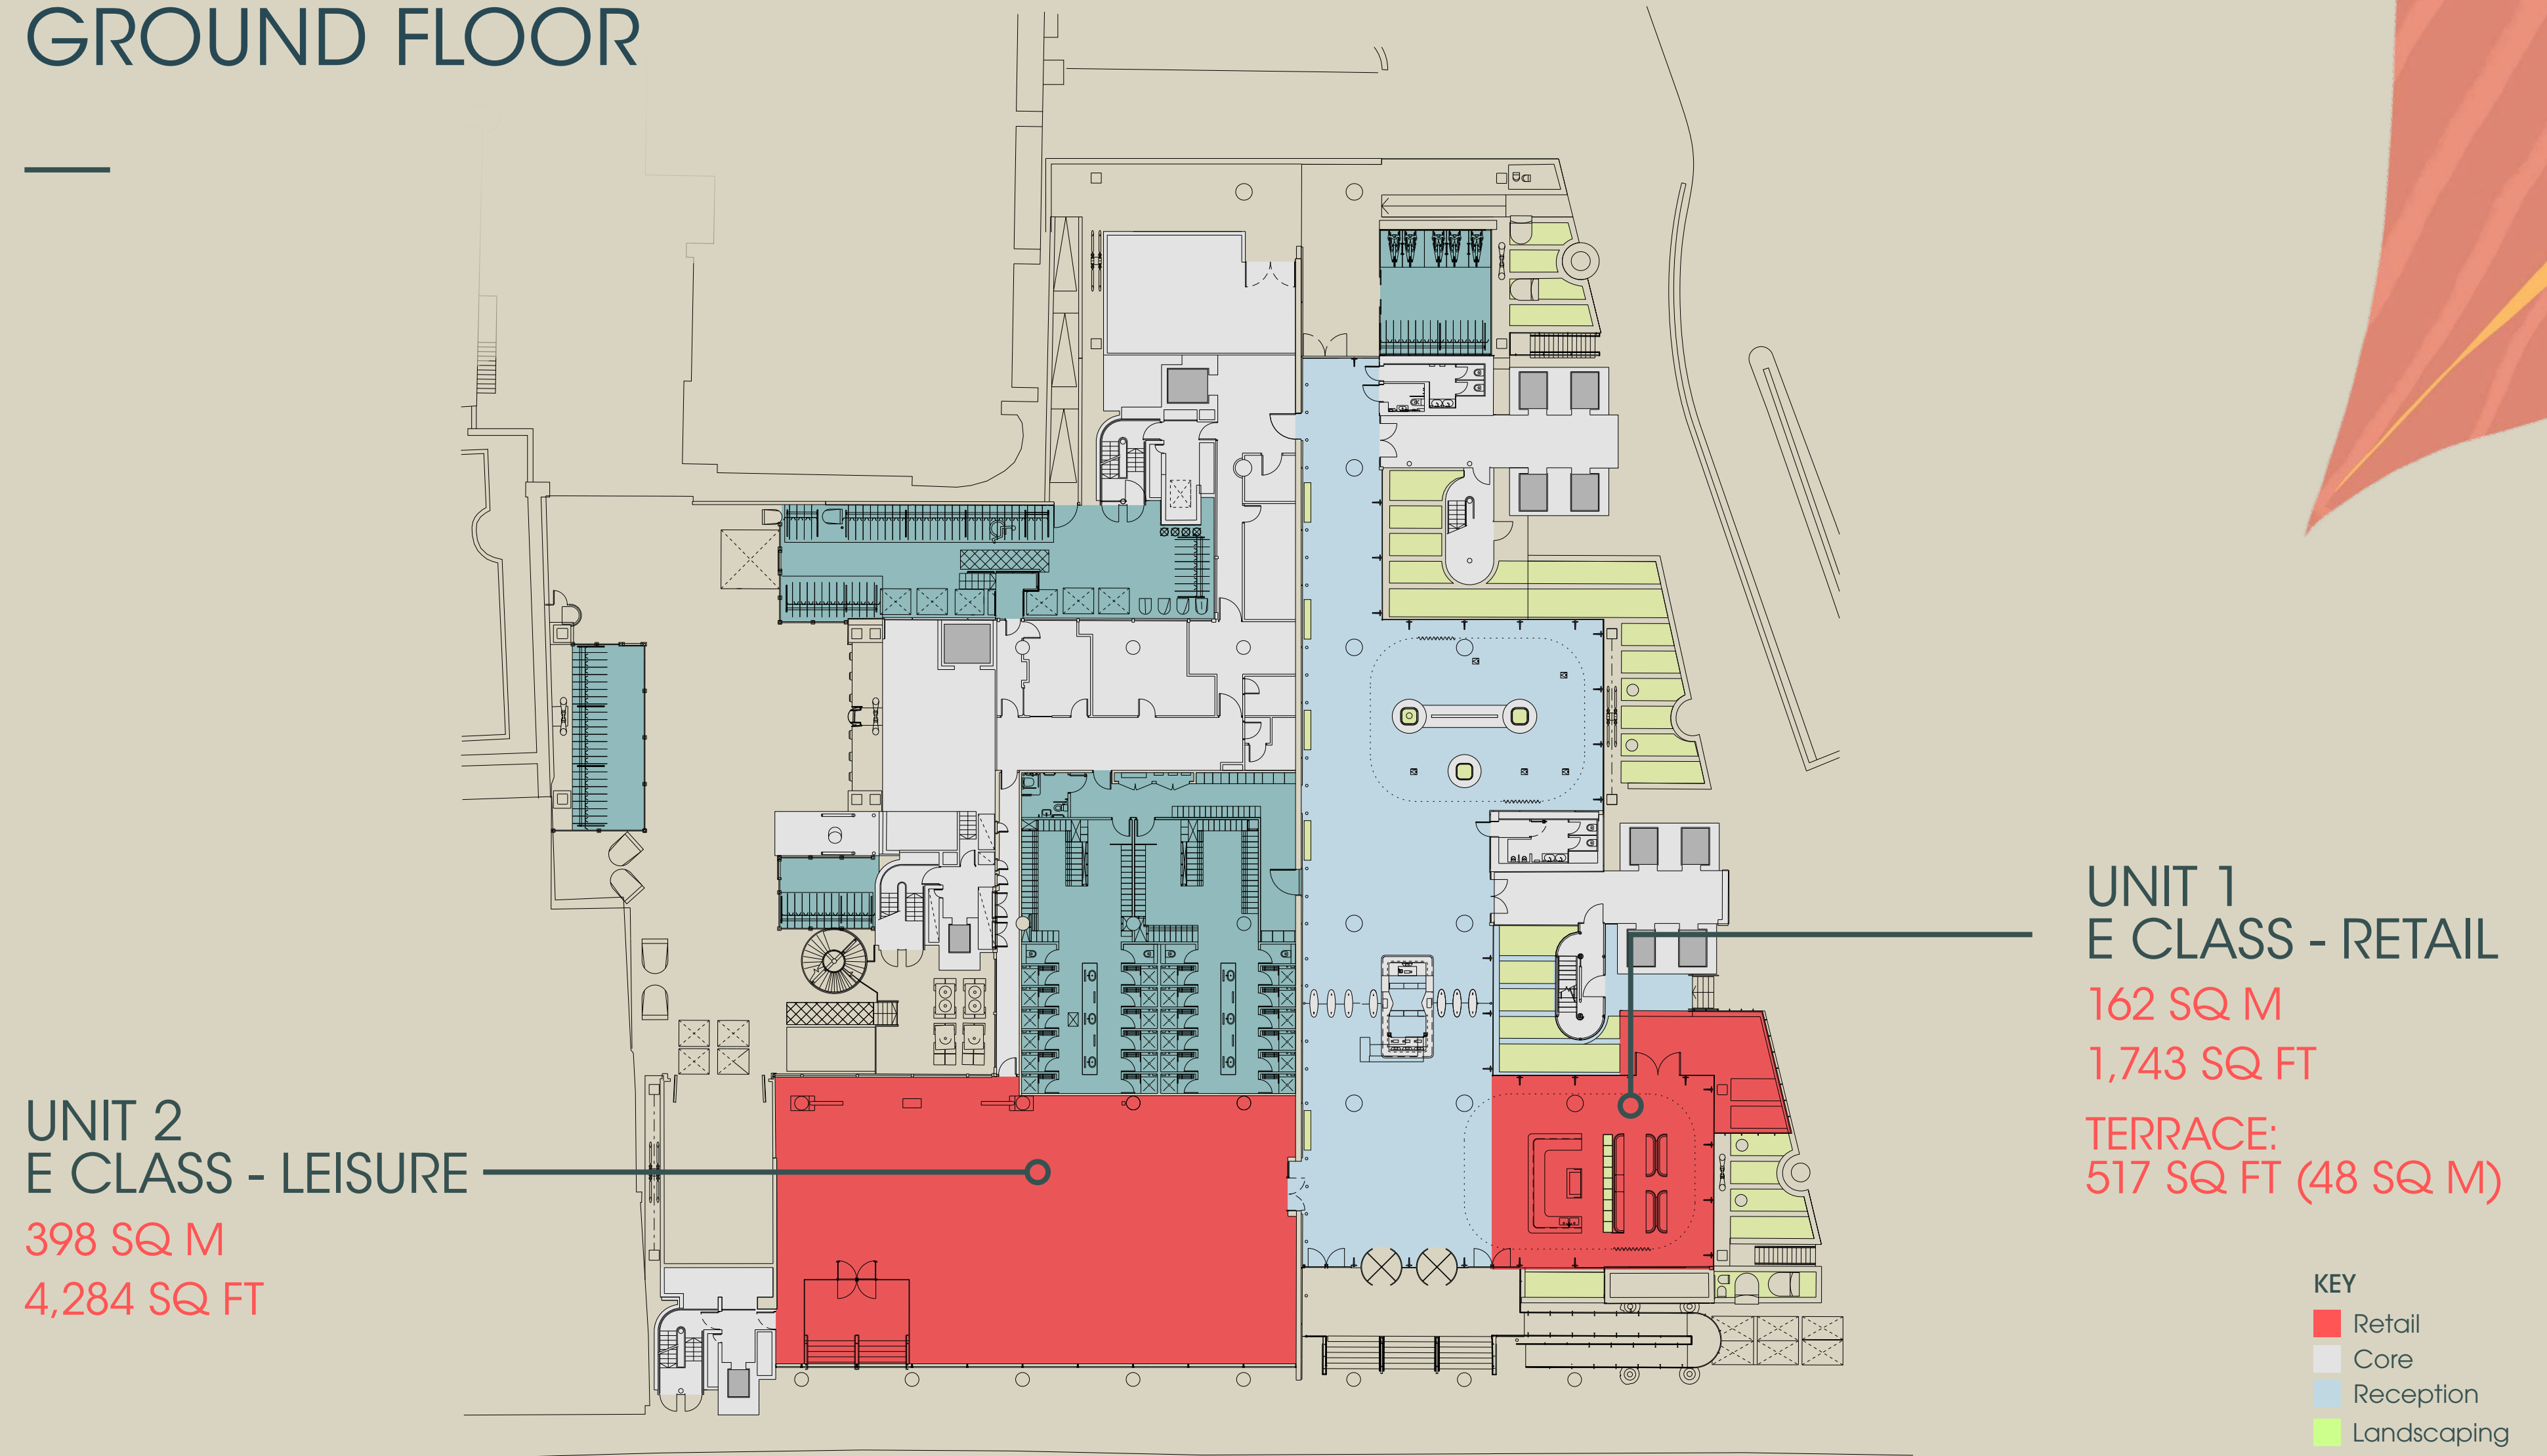 GROUND FLOOR
UNIT 1
E CLASS - RETAIL
162 SQ M
1,743 SQ FT
TERRACE:
517 SQ FT (48 SQ M)
UNIT 2
E CLASS - LEISURE
398 SQ M
4,284 SQ FT
KEY
Retail
Core
Reception
Landscaping